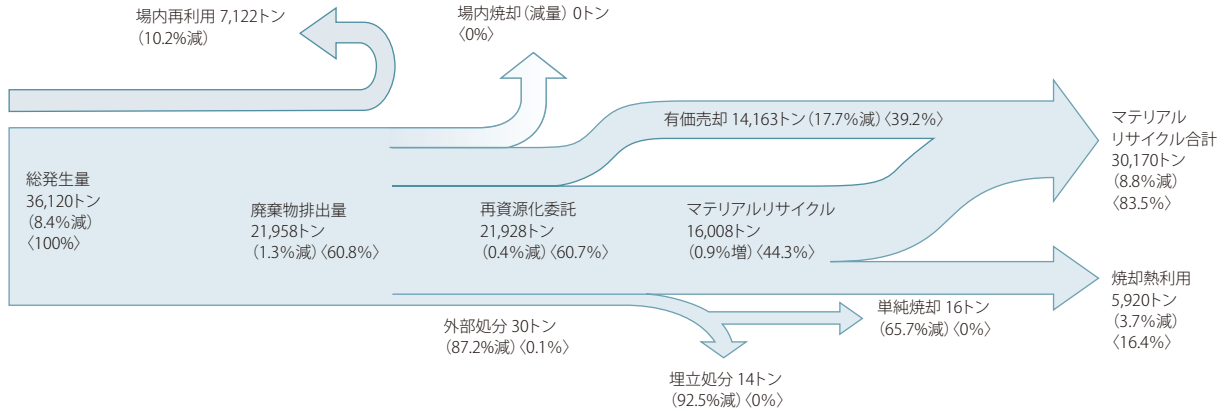 場内再利用 7,122トン
（10.2%減）
場内焼却（減量） 0トン
〈0%〉
有価売却 14,163トン（17.7%減）〈39.2%〉
マテリアル
リサイクル合計
30,170トン
（8.8%減）
〈83.5%〉
総発生量
36,120トン
（8.4%減）
〈100%〉
廃棄物排出量
21,958トン
（1.3%減）〈60.8%〉
再資源化委託
21,928トン
（0.4%減）〈60.7%〉
マテリアルリサイクル
16,008トン
（0.9%増）〈44.3%〉
焼却熱利用
5,920トン
（3.7%減）
〈16.4%〉
外部処分 30トン
（87.2%減）〈0.1%〉
単純焼却 16トン
（65.7%減）〈0%〉
埋立処分 14トン
（92.5%減）〈0%〉